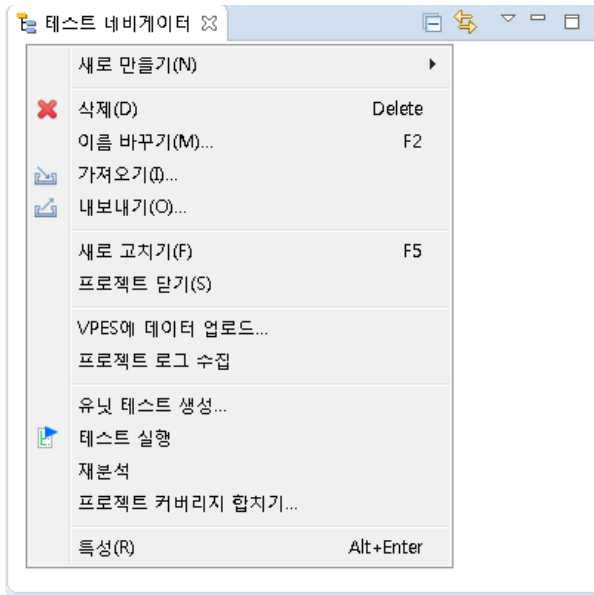 테스트 네비게이터
새로 만들기(N)
삭제(D) Delete
이름 바꾸기(M)... F2
가져오기(I)...
내보내기(O)...
새로 고치기(F) F5
프로젝트 닫기(S)
VPES에 데이터 업로드...
프로젝트 로그 수집
유닛 테스트 생성...
테스트 실행
재분석
프로젝트 커버리지 합치기...
특성(R) Alt+Enter